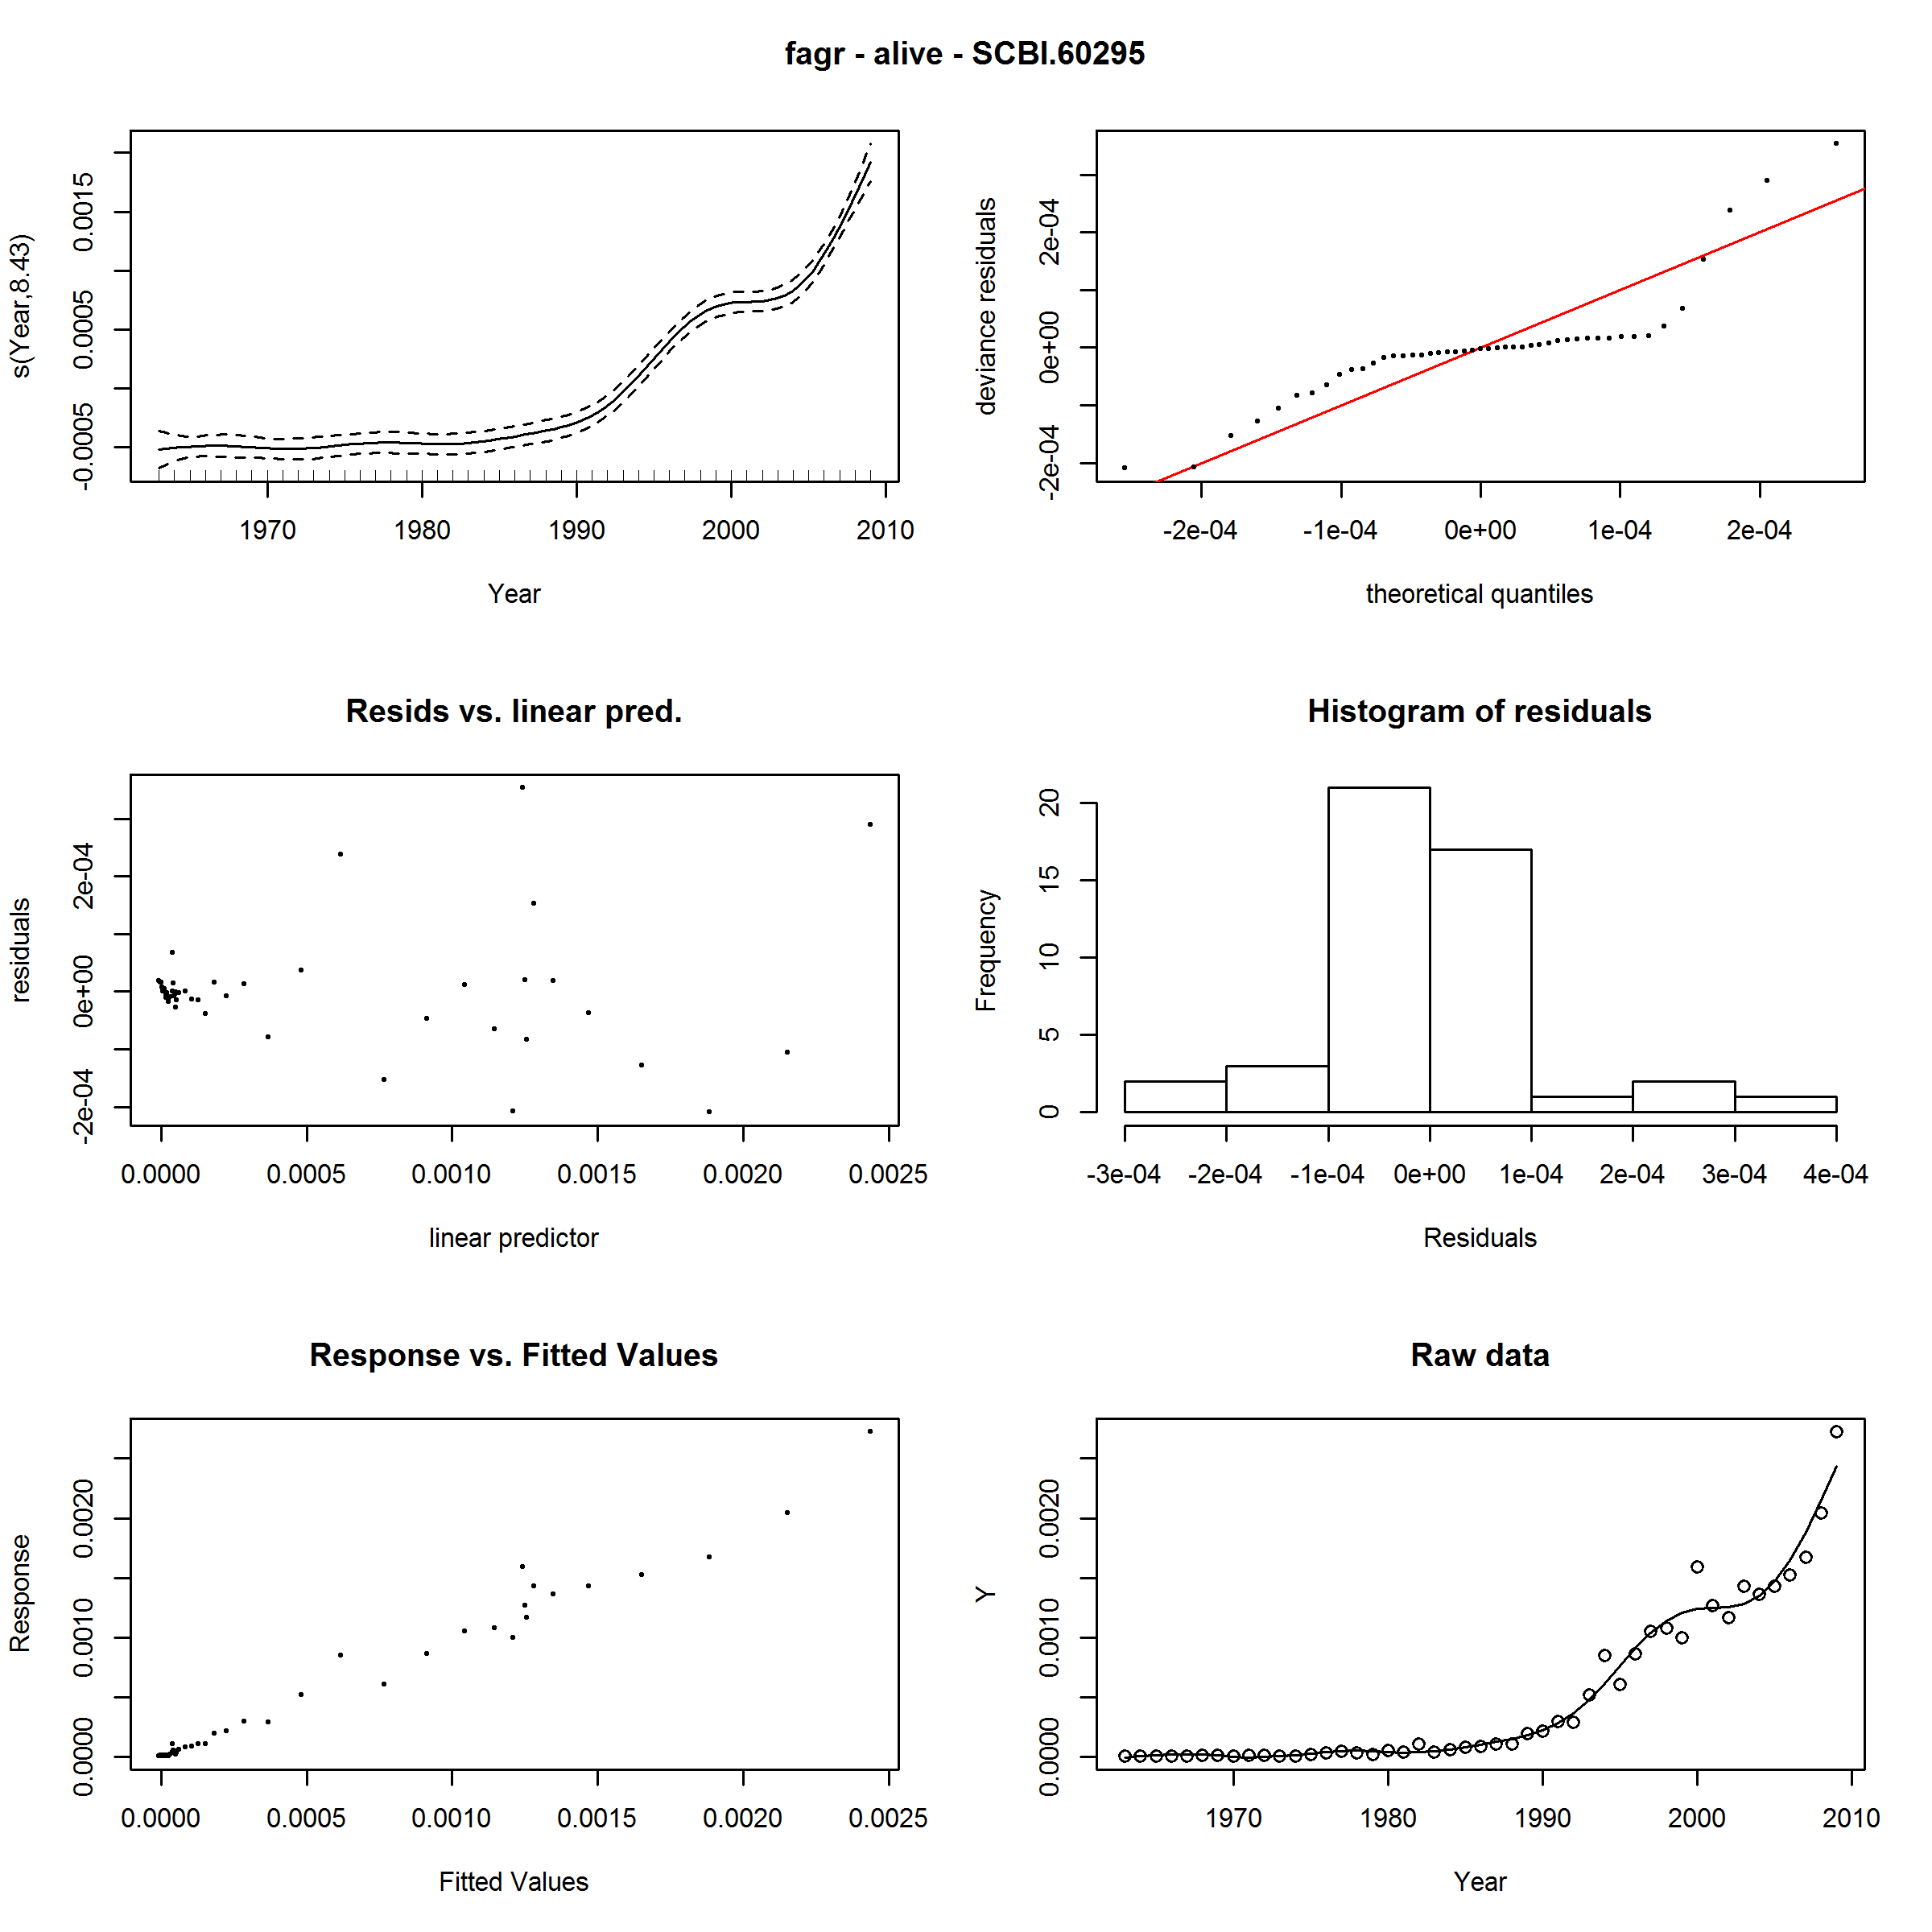 fagr - alive - SCBI.60295
s(Year,8.43)
-0.0005 0.0005 0.0015
1970 1980 1990 2000 2010
Year
deviance residuals
-2e-04 0e+00 2e-04
-2e-04 -1e-04 0e+00 1e-04 2e-04
theoretical quantiles
Resids vs. linear pred.
residuals
-2e-04 0e+00 2e-04
0.0000 0.0005 0.0010 0.0015 0.0020 0.0025
linear predictor
Histogram of residuals
Frequency
0 5 10 15 20
-3e-04 -2e-04 -1e-04 0e+00 1e-04 2e-04 3e-04 4e-04
Residuals
Response vs. Fitted Values
Response
0.0000 0.0010 0.0020
0.0000 0.0005 0.0010 0.0015 0.0020 0.0025
Fitted Values
Raw data
Y
0.0000 0.0010 0.0020
1970 1980 1990 2000 2010
Year